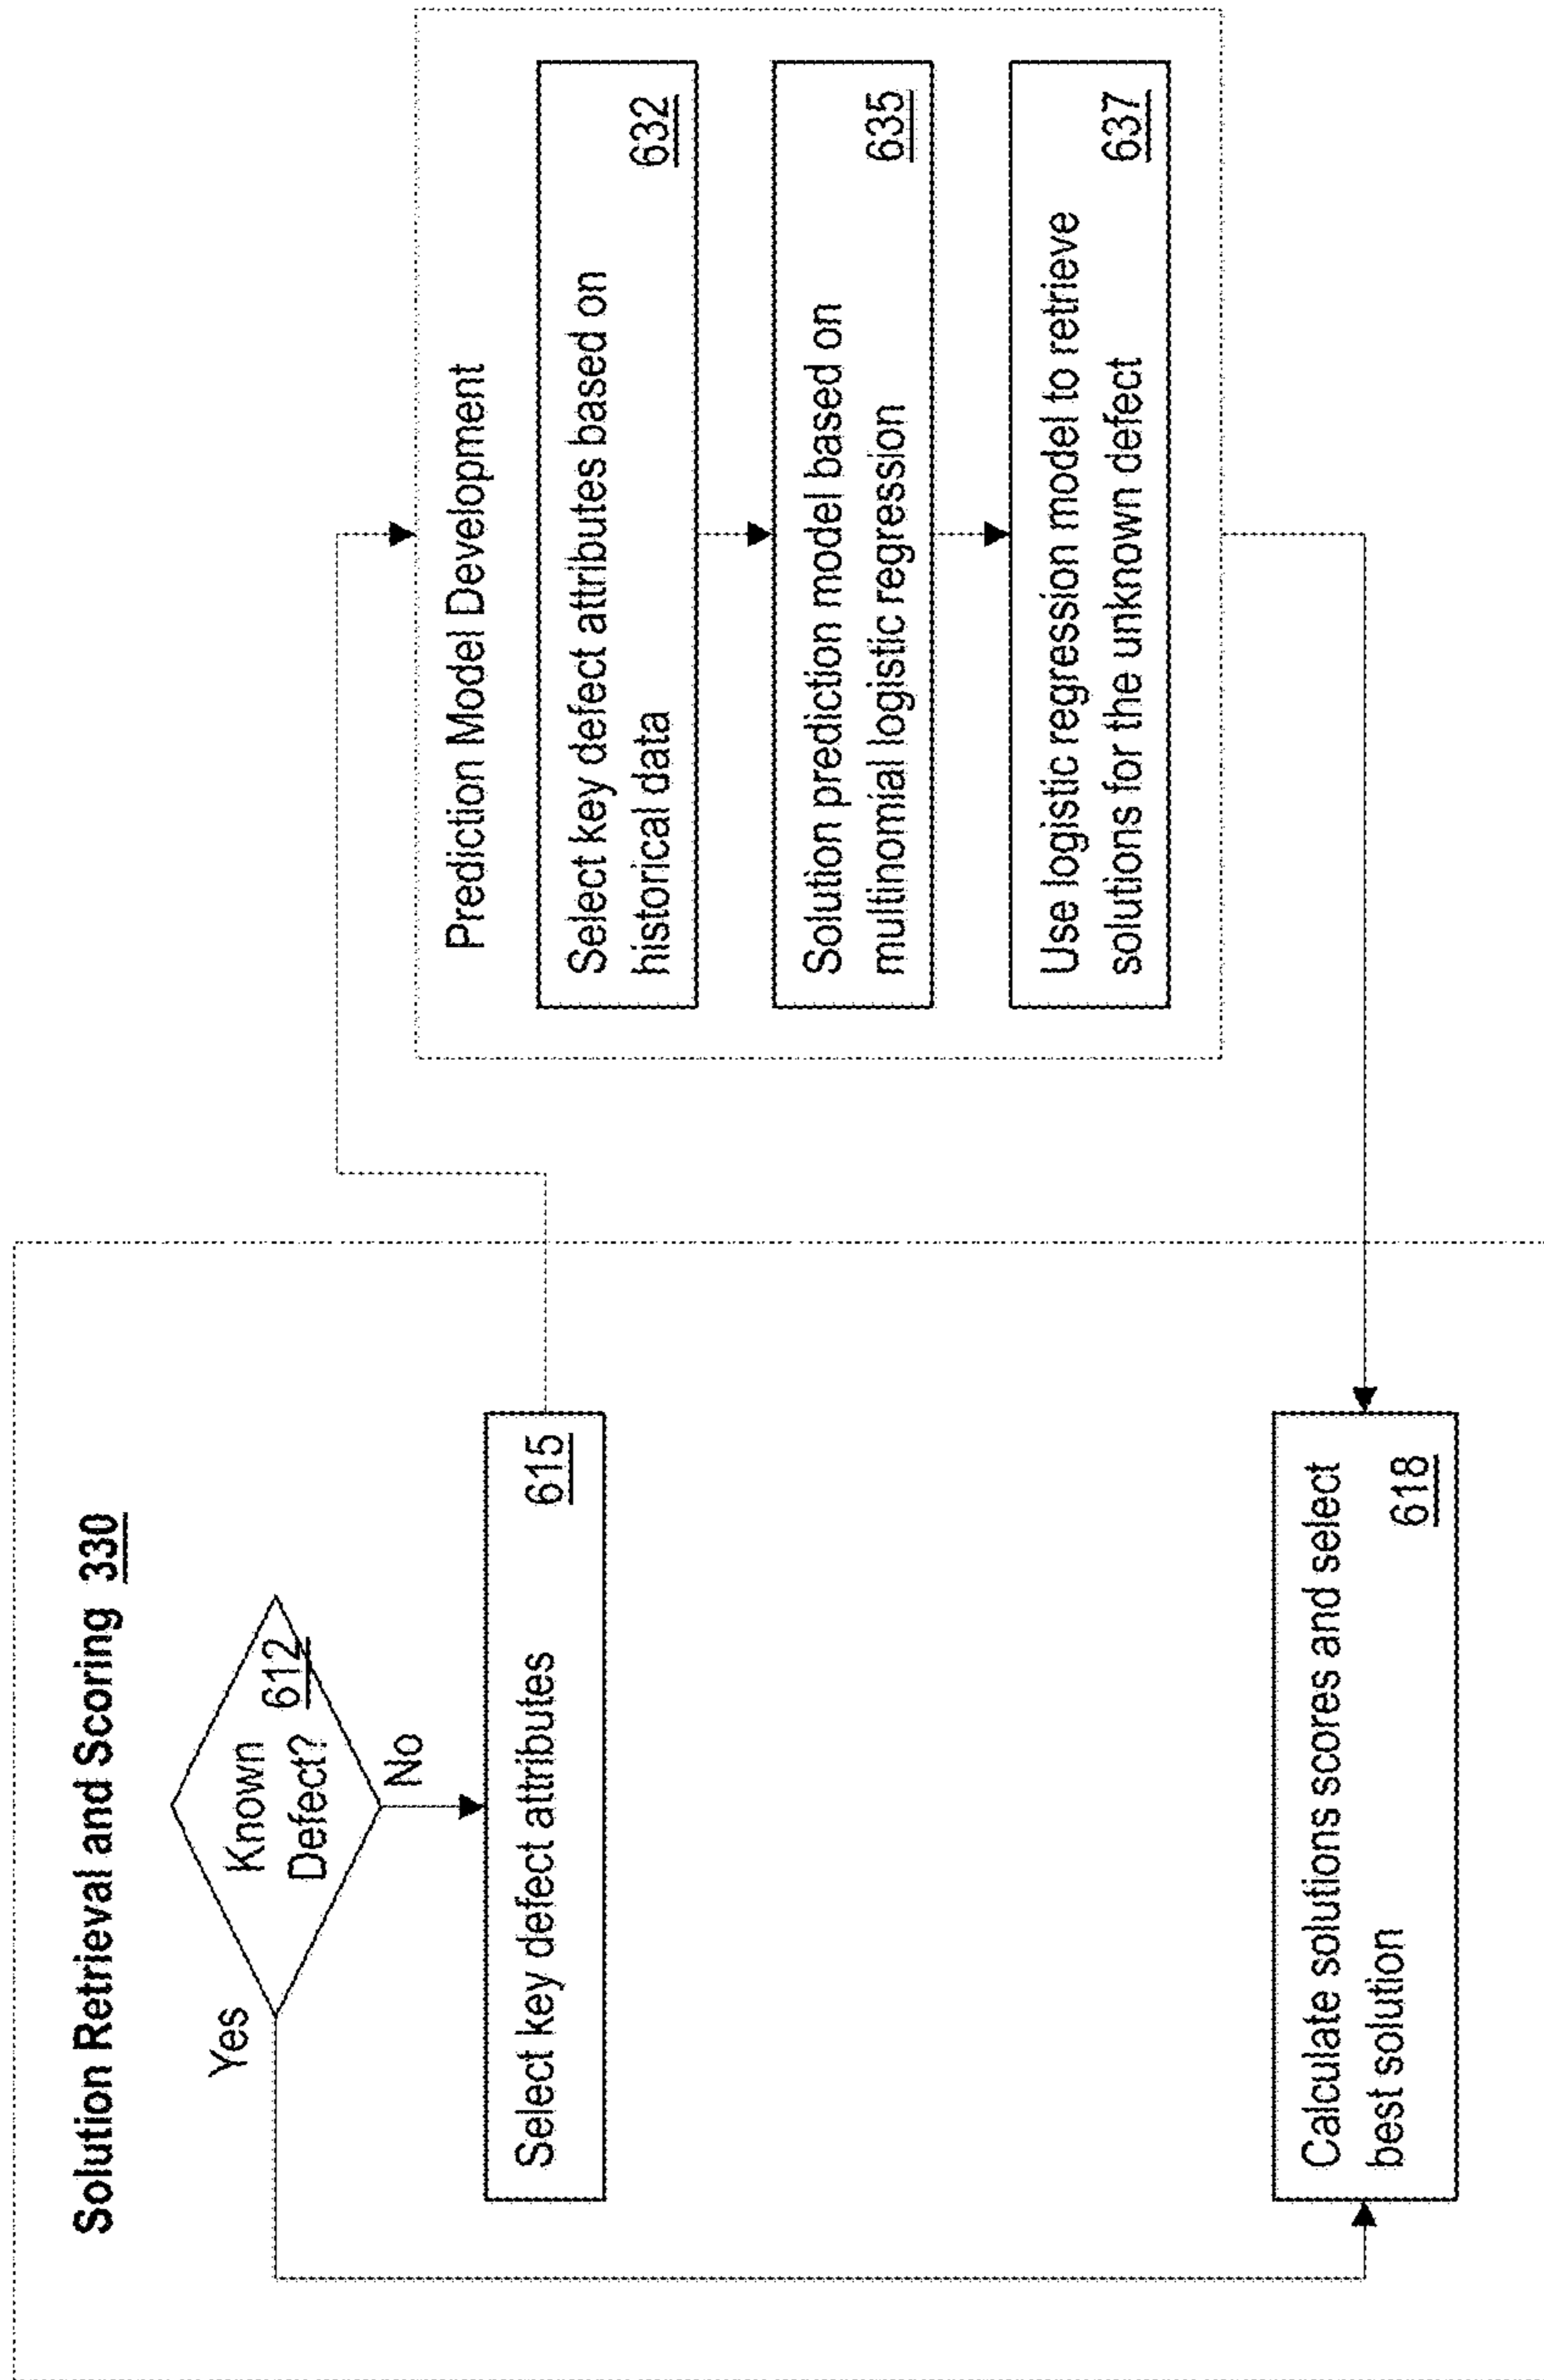 Solution Retrieval and Scoring 330
Known 612
Defect?
Yes
No
Select key defect attributes 615
Calculate solutions scores and select
best solution 618
Prediction Model Development
Select key defect attributes based on
historical data 632
Solution prediction model based on
multinomial logistic regression 635
Use logistic regression model to retrieve
solutions for the unknown defect 637